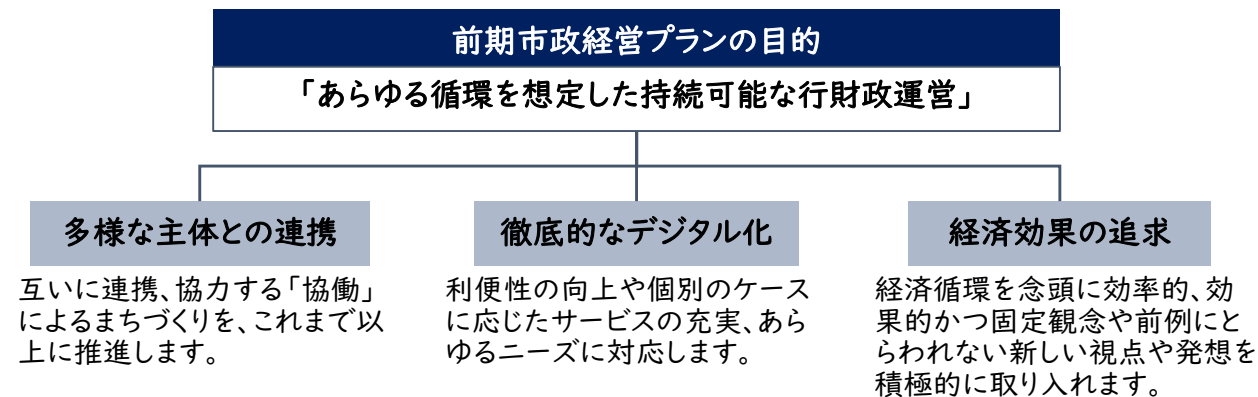 前期市政経営プランの目的
「あらゆる循環を想定した持続可能な行財政運営」
多様な主体との連携
互いに連携、協力する「協働」
によるまちづくりを、これまで以
上に推進します。
徹底的なデジタル化
利便性の向上や個別のケース
に応じたサービスの充実、あら
ゆるニーズに対応します。
経済効果の追求
経済循環を念頭に効率的、効
果的かつ固定観念や前例にと
らわれない新しい視点や発想を
積極的に取り入れます。